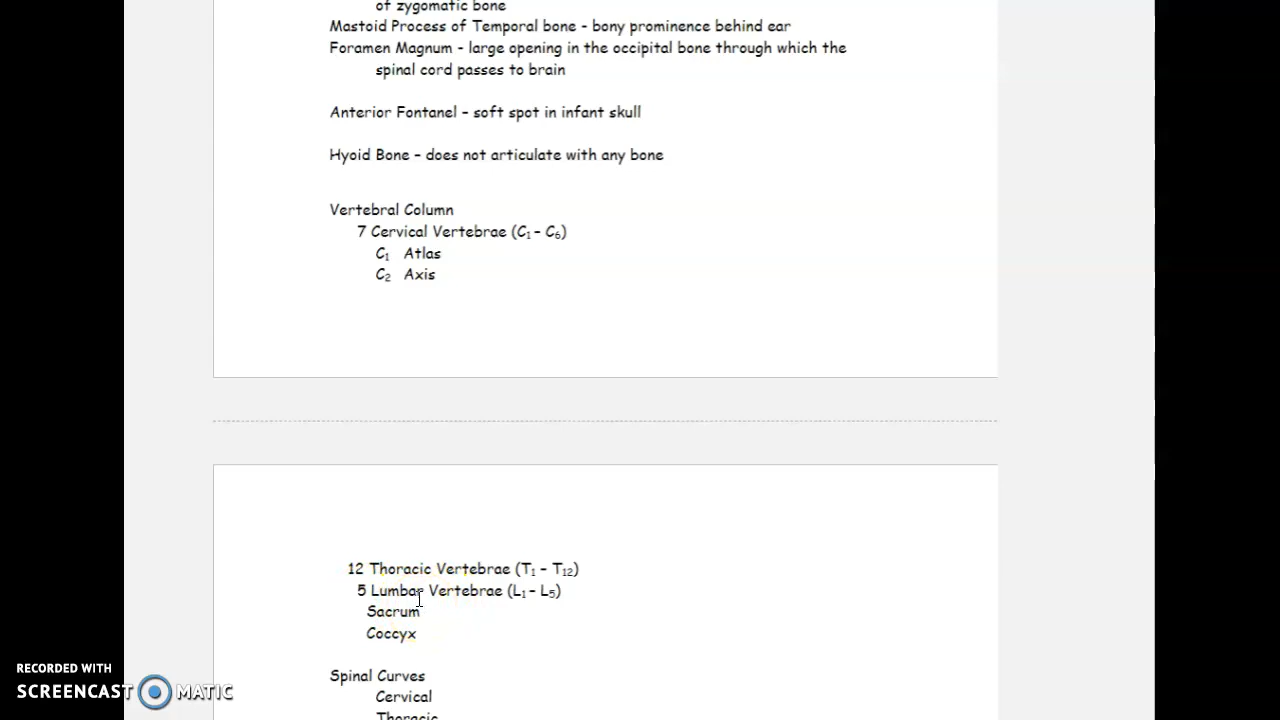 of zygomatic bone
Mastoid Process of Temporal bone - bony prominence behind ear
Foramen Magnum - large opening in the occipital bone through which the
spinal cord passes to brain
Anterior Fontanel – soft spot in infant skull
Hyoid Bone – does not articulate with any bone
Vertebral Column
7 Cervical Vertebrae (C₁ – C₆)
C₁ Atlas
C₂ Axis
12 Thoracic Vertebrae (T₁ – T₁₂)
5 Lumbar Vertebrae (L₁ – L₅)
Sacrum
Coccyx
Spinal Curves
Cervical
Thoracic
RECORDED WITH
SCREENCAST MATIC